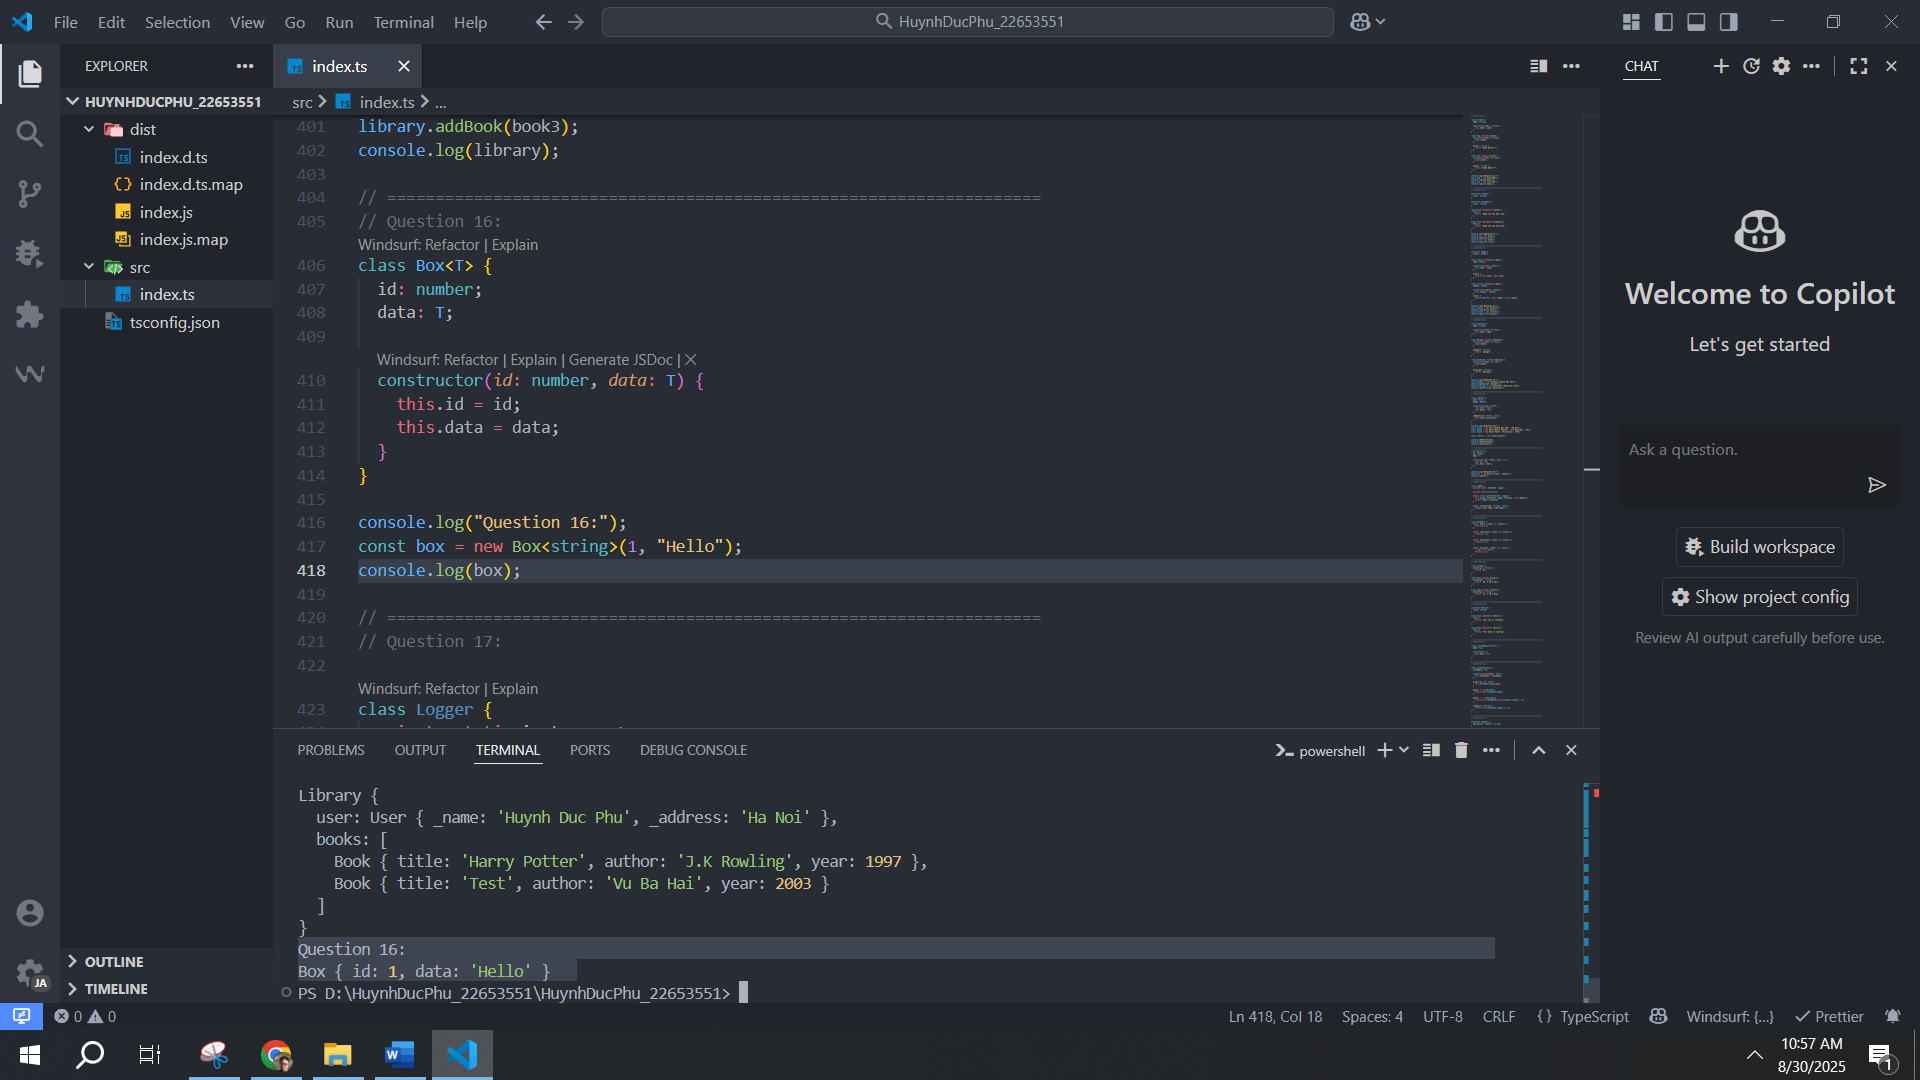 File Edit Selection View Go Run Terminal Help
HuynhDucPhu_22653551
EXPLORER
HUYNHDUCPHU_22653551
dist
index.d.ts
index.d.ts.map
index.js
index.js.map
src
index.ts
tsconfig.json
OUTLINE
TIMELINE
JA
index.ts
src > index.ts > ...
401 library.addBook(book3);
402 console.log(library);
403
404 // ====================================================================
405 // Question 16:
Windsurf: Refactor | Explain
406 class Box<T> {
407 id: number;
408 data: T;
409
Windsurf: Refactor | Explain | Generate JSDoc | X
410 constructor(id: number, data: T) {
411 this.id = id;
412 this.data = data;
413 }
414 }
415
416 console.log("Question 16:");
417 const box = new Box<string>(1, "Hello");
418 console.log(box);
419
420 // ====================================================================
421 // Question 17:
422
Windsurf: Refactor | Explain
423 class Logger {
PROBLEMS OUTPUT TERMINAL PORTS DEBUG CONSOLE
powershell
Library {
user: User { _name: 'Huynh Duc Phu', _address: 'Ha Noi' },
books: [
Book { title: 'Harry Potter', author: 'J.K Rowling', year: 1997 },
Book { title: 'Test', author: 'Vu Ba Hai', year: 2003 }
]
}
Question 16:
Box { id: 1, data: 'Hello' }
PS D:\HuynhDucPhu_22653551\HuynhDucPhu_22653551>
CHAT
Welcome to Copilot
Let's get started
Ask a question.
Build workspace
Show project config
Review AI output carefully before use.
0 0
Ln 418, Col 18 Spaces: 4 UTF-8 CRLF {} TypeScript Windsurf: {...} Prettier
10:57 AM
8/30/2025
1